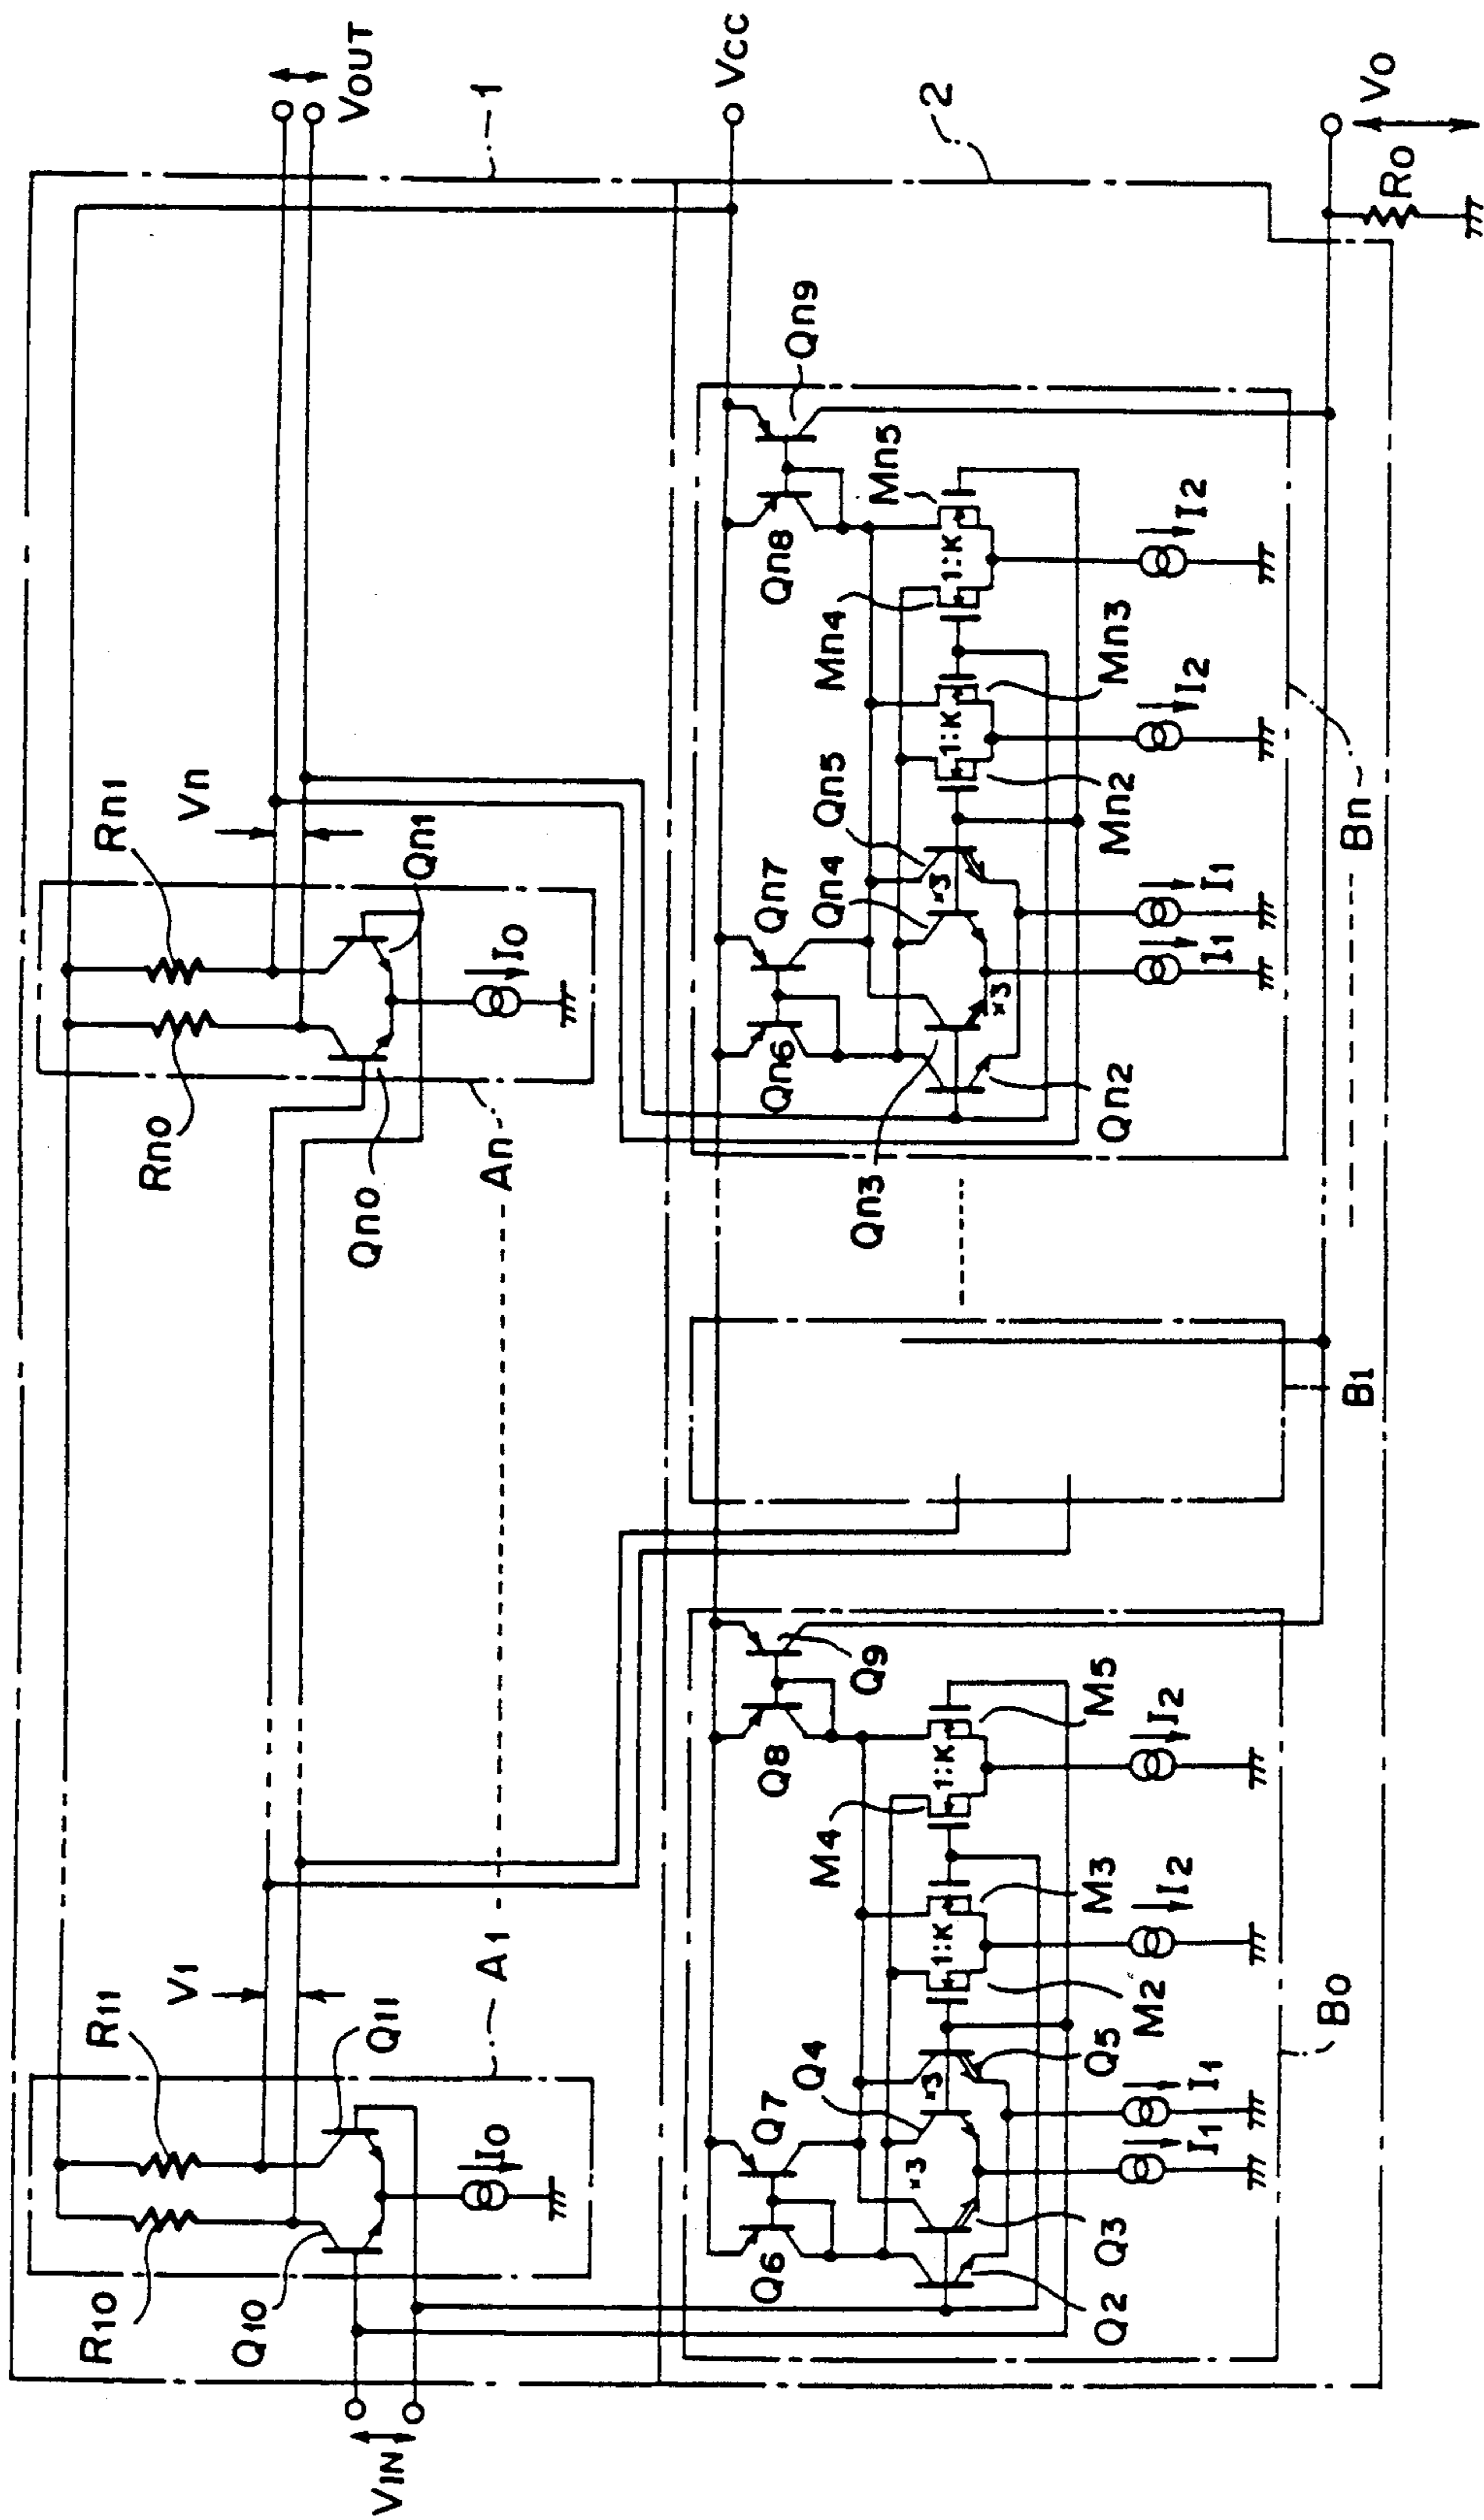 VIN
VOUT
VCC
VO
RO
1
2
R10
R11
Q10
Q11
V1
IO
A1
Rn0
Rn1
Qn0
Qn1
Vn
IO
An
Q6
Q7
Q8
Q9
Q2
Q3
Q4
Q5
×3
×3
M2
M3
M4
M5
1:K
1:K
I1
I1
I2
I2
BO
B1
Qn6
Qn7
Qn8
Qn9
Qn2
Qn3
Qn4
Qn5
×3
×3
Mn2
Mn3
Mn4
Mn5
1:K
1:K
I1
I1
I2
I2
Bn